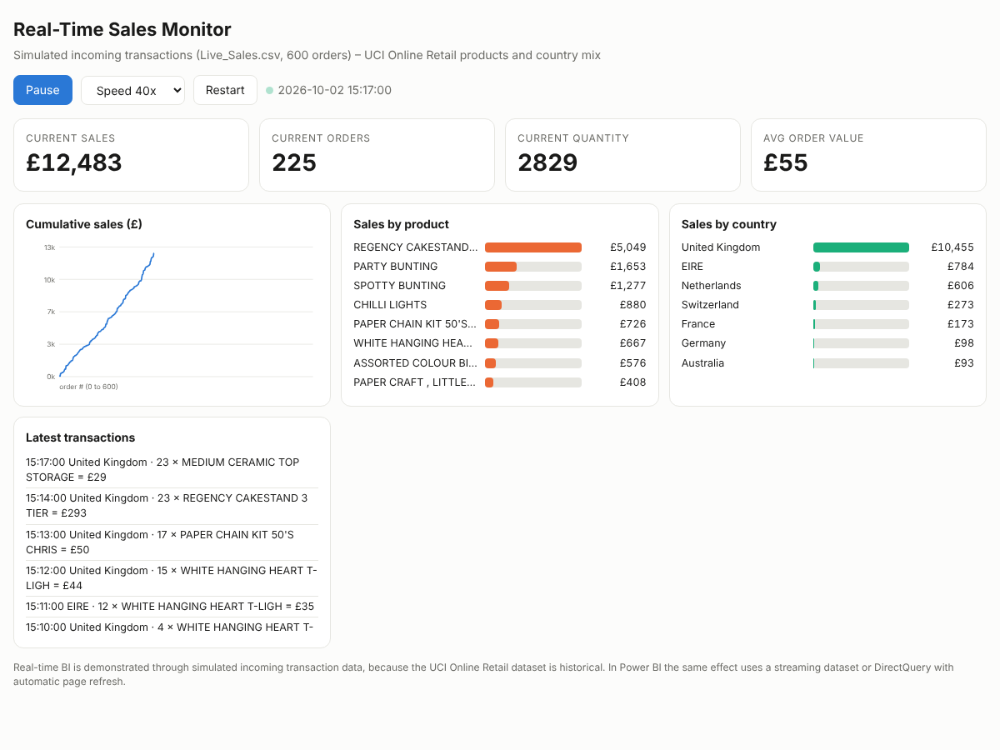 Real-Time Sales Monitor
Simulated incoming transactions (Live_Sales.csv, 600 orders) – UCI Online Retail products and country mix
Pause
Speed 40x
Restart
2026-10-02 15:17:00
CURRENT SALES
£12,483
CURRENT ORDERS
225
CURRENT QUANTITY
2829
AVG ORDER VALUE
£55
Cumulative sales (£)
13k
10k
7k
3k
0k
order # (0 to 600)
Sales by product
REGENCY CAKESTAND... £5,049
PARTY BUNTING £1,653
SPOTTY BUNTING £1,277
CHILLI LIGHTS £880
PAPER CHAIN KIT 50'S... £726
WHITE HANGING HEA... £667
ASSORTED COLOUR BI... £576
PAPER CRAFT , LITTLE... £408
Sales by country
United Kingdom £10,455
EIRE £784
Netherlands £606
Switzerland £273
France £173
Germany £98
Australia £93
Latest transactions
15:17:00 United Kingdom · 23 × MEDIUM CERAMIC TOP
STORAGE = £29
15:14:00 United Kingdom · 23 × REGENCY CAKESTAND 3
TIER = £293
15:13:00 United Kingdom · 17 × PAPER CHAIN KIT 50'S
CHRIS = £50
15:12:00 United Kingdom · 15 × WHITE HANGING HEART T-
LIGH = £44
15:11:00 EIRE · 12 × WHITE HANGING HEART T-LIGH = £35
15:10:00 United Kingdom · 4 × WHITE HANGING HEART T-
Real-time BI is demonstrated through simulated incoming transaction data, because the UCI Online Retail dataset is historical. In Power BI the same effect uses a streaming dataset or DirectQuery with
automatic page refresh.